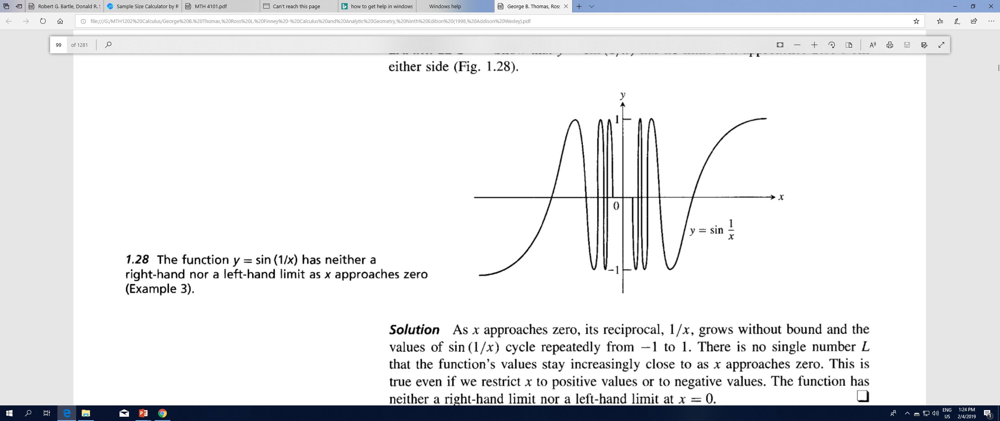 Robert G. Bartle, Donald R. S
Sample Size Calculator by R
MTH 4101.pdf
Can't reach this page
how to get help in windows
Windows help
George B. Thomas, Ros
file:///G:/MTH1202%20Calculus/George%20B.%20Thomas,%20Ross%20L.%20Finney%20-%20Calculus%20and%20Analytic%20Geometry,%20Ninth%20Edition%20(1998,%20Addison%20Wesley).pdf
99 of 1281
either side (Fig. 1.28).
y
1
0
x
-1
y = sin 1/x
1.28 The function y = sin (1/x) has neither a
right-hand nor a left-hand limit as x approaches zero
(Example 3).
Solution As x approaches zero, its reciprocal, 1/x, grows without bound and the
values of sin (1/x) cycle repeatedly from −1 to 1. There is no single number L
that the function's values stay increasingly close to as x approaches zero. This is
true even if we restrict x to positive values or to negative values. The function has
neither a right-hand limit nor a left-hand limit at x = 0.
ENG
US
1:24 PM
2/4/2019